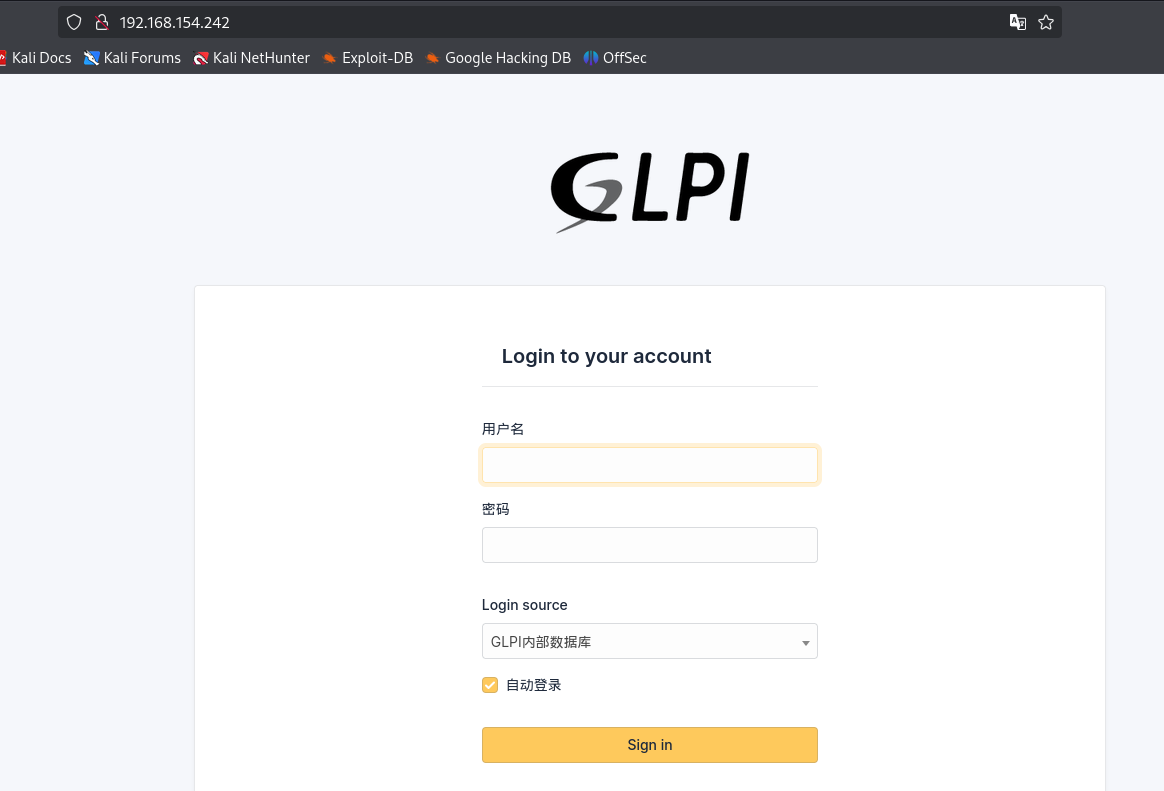 192.168.154.242
Kali Docs Kali Forums Kali NetHunter Exploit-DB Google Hacking DB OffSec
GLPI
Login to your account
用户名
密码
Login source
GLPI内部数据库
自动登录
Sign in